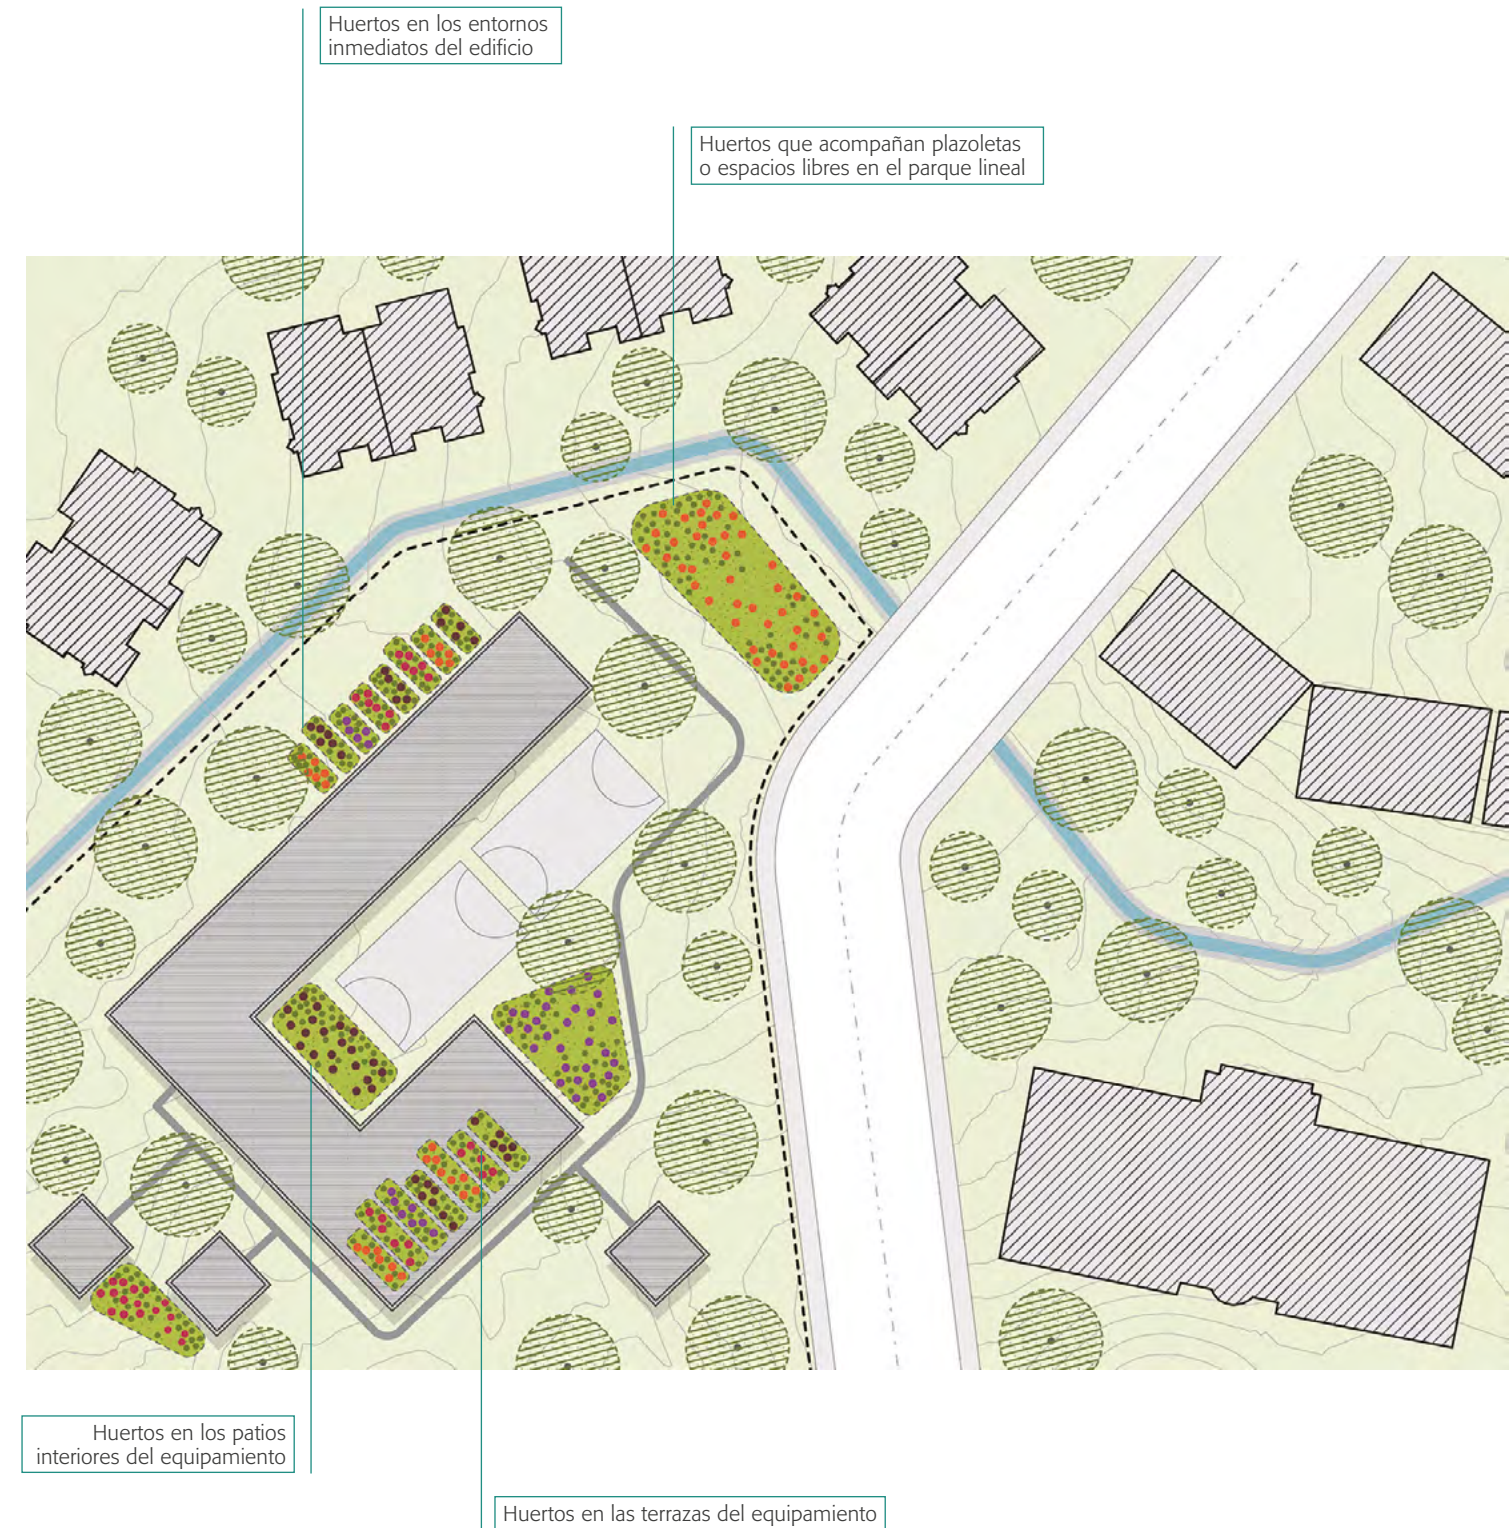 Huertos en los entornos
inmediatos del edificio
Huertos que acompañan plazoletas
o espacios libres en el parque lineal
Huertos en los patios
interiores del equipamiento
Huertos en las terrazas del equipamiento